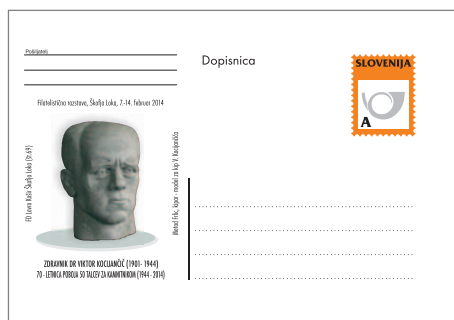 Pošiljatelj
Filatelistična razstava, Škofja Loka, 7.-14. februar 2014
FD Lovro Košir Škofja Loka (št.69)
Metod Frlic, kipar - model za kip V. Kocijančiča
ZDRAVNIK DR VIKTOR KOCIJANČIČ (1901- 1944)
70 - LETNICA POBOJA 50 TALCEV ZA KAMNITNIKOM (1944 - 2014)
Dopisnica
SLOVENIJA
A